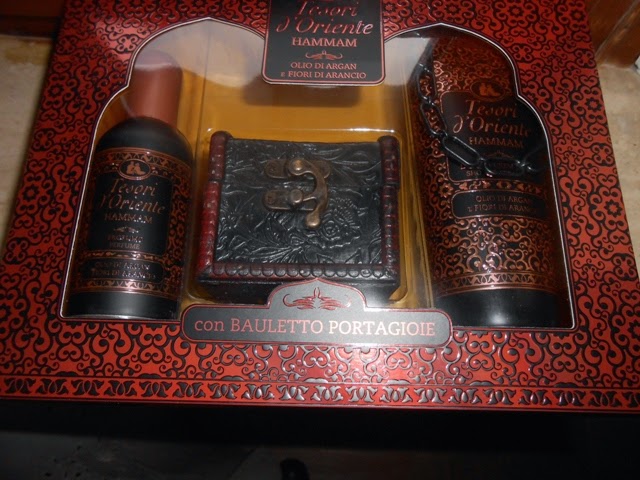 Tesori
d'Oriente
HAMMAM
OLIO DI ARGAN
E FIORI DI ARANCIO
Tesori
d'Oriente
HAMMAM
Tesori
d'Oriente
HAMMAM
OLIO DI ARGAN
E FIORI DI ARANCIO
con BAULETTO PORTAGIOIE